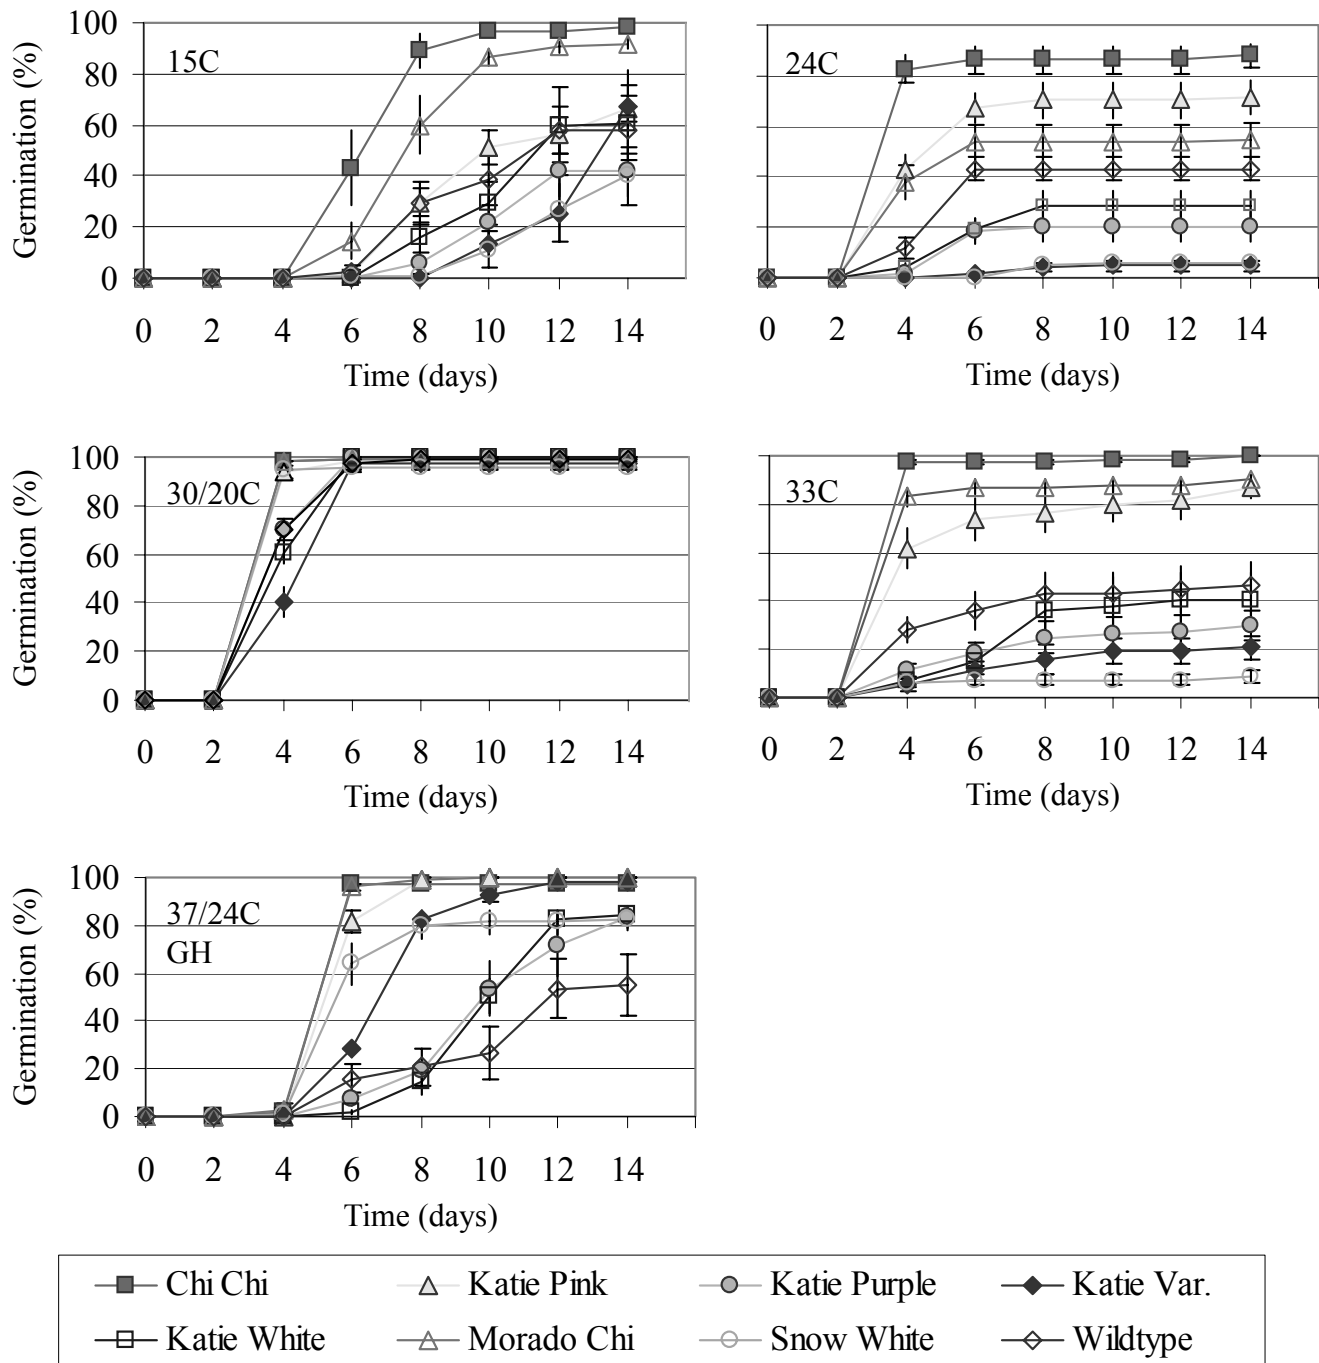 Germination (%)
100
80
60
40
20
0
15C
0 2 4 6 8 10 12 14
Time (days)
24C
0 2 4 6 8 10 12 14
Time (days)
Germination (%)
100
80
60
40
20
0
30/20C
0 2 4 6 8 10 12 14
Time (days)
33C
0 2 4 6 8 10 12 14
Time (days)
Germination (%)
100
80
60
40
20
0
37/24C
GH
0 2 4 6 8 10 12 14
Time (days)
Chi Chi Katie Pink Katie Purple Katie Var.
Katie White Morado Chi Snow White Wildtype